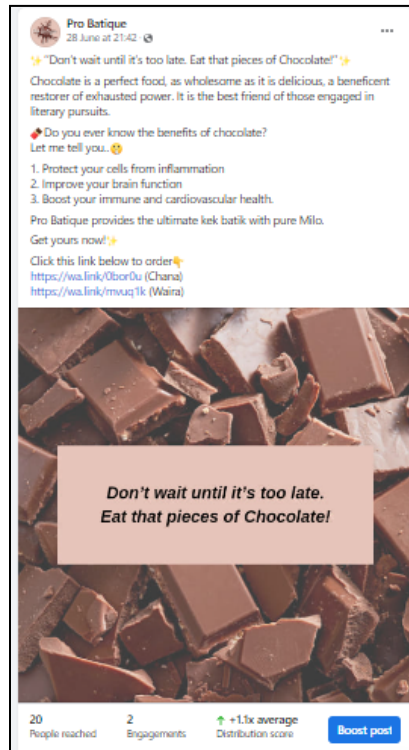 Pro Batique
28 June at 21:42 ·
✨"Don't wait until it's too late. Eat that pieces of Chocolate!"✨
Chocolate is a perfect food, as wholesome as it is delicious, a beneficent
restorer of exhausted power. It is the best friend of those engaged in
literary pursuits.
🍫Do you ever know the benefits of chocolate?
Let me tell you..🤭
1. Protect your cells from inflammation
2. Improve your brain function
3. Boost your immune and cardiovascular health.
Pro Batique provides the ultimate kek batik with pure Milo.
Get yours now!✨
Click this link below to order👇
https://wa.link/0bor0u (Chana)
https://wa.link/mvuq1k (Waira)
Don't wait until it's too late.
Eat that pieces of Chocolate!
20 2 +1.1x average
People reached Engagements Distribution score Boost post